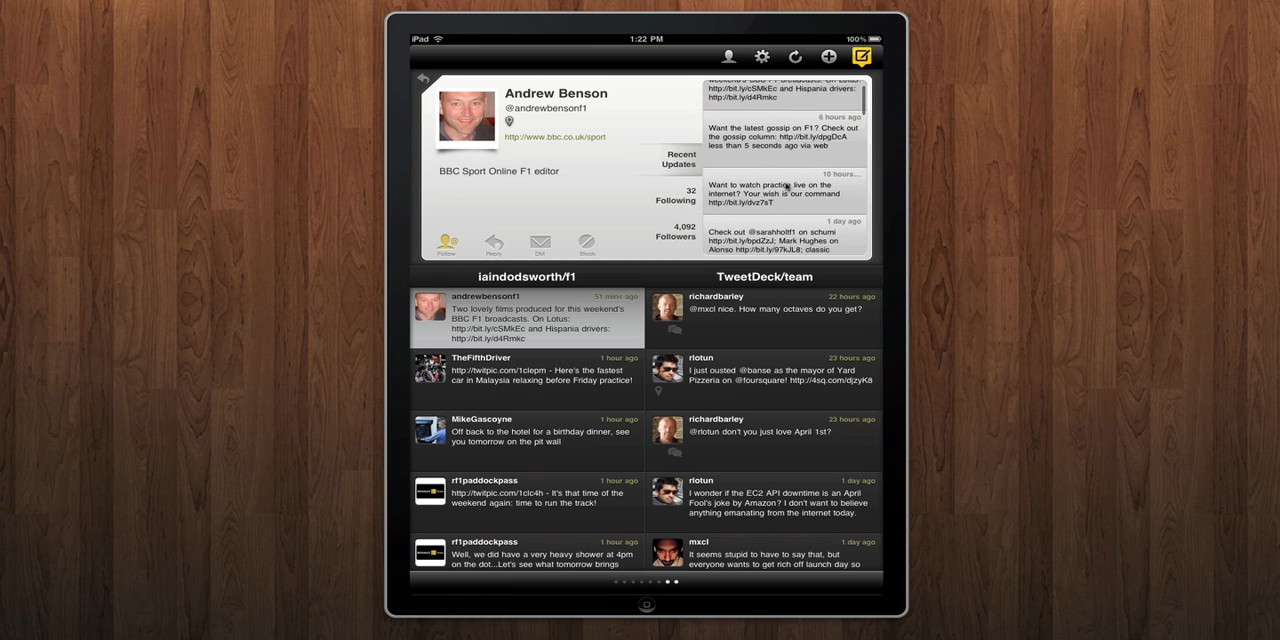 iPad
1:22 PM
100%
Andrew Benson
@andrewbensonf1
http://www.bbc.co.uk/sport
BBC Sport Online F1 editor
Follow
Reply
DM
Block
Recent
Updates
32
Following
4,092
Followers
http://bit.ly/cSMkEc and Hispania drivers:
http://bit.ly/d4Rmkc
6 hours ago
Want the latest gossip on F1? Check out
the gossip column: http://bit.ly/dpgDcA
less than 5 seconds ago via web
10 hours...
Want to watch practice live on the
internet? Your wish is our command
http://bit.ly/dvz7sT
1 day ago
Check out @sarahholtf1 on schumi
http://bit.ly/bpdZzJ; Mark Hughes on
Alonso http://bit.ly/97kJL8; classic
iaindodsworth/f1
andrewbensonf1 51 mins ago
Two lovely films produced for this weekend's
BBC F1 broadcasts. On Lotus:
http://bit.ly/cSMkEc and Hispania drivers:
http://bit.ly/d4Rmkc
TheFifthDriver 1 hour ago
http://twitpic.com/1clepm - Here's the fastest
car in Malaysia relaxing before Friday practice!
MikeGascoyne 1 hour ago
Off back to the hotel for a birthday dinner, see
you tomorrow on the pit wall
rf1paddockpass 1 hour ago
http://twitpic.com/1clc4h - It's that time of the
weekend again: time to run the track!
rf1paddockpass 1 hour ago
Well, we did have a very heavy shower at 4pm
on the dot...Let's see what tomorrow brings
TweetDeck/team
richardbarley 22 hours ago
@mxcl nice. How many octaves do you get?
rlotun 23 hours ago
I just ousted @banse as the mayor of Yard
Pizzeria on @foursquare! http://4sq.com/djzyK8
richardbarley 23 hours ago
@rlotun don't you just love April 1st?
rlotun 1 day ago
I wonder if the EC2 API downtime is an April
Fool's joke by Amazon? I don't want to believe
anything emanating from the internet today.
mxcl 1 day ago
It seems stupid to have to say that, but
everyone wants to get rich off launch day so